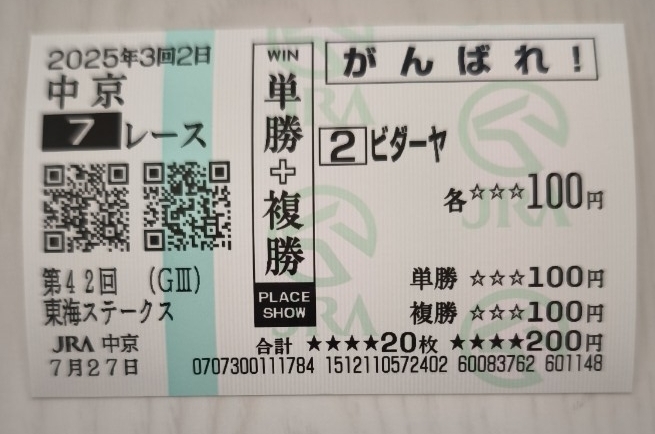 2025年3回2日
中京
7レース
第42回 （GⅢ）
東海ステークス
JRA 中京
7月27日
WIN
単勝+複勝
PLACE
SHOW
がんばれ！
2 ビダーヤ
各☆☆☆100円
単勝 ☆☆☆100円
複勝 ☆☆☆100円
合計 ★★★★20枚 ★★★★200円
0707300111784 1512110572402 60083762 601148
JRA
JRA
JRA